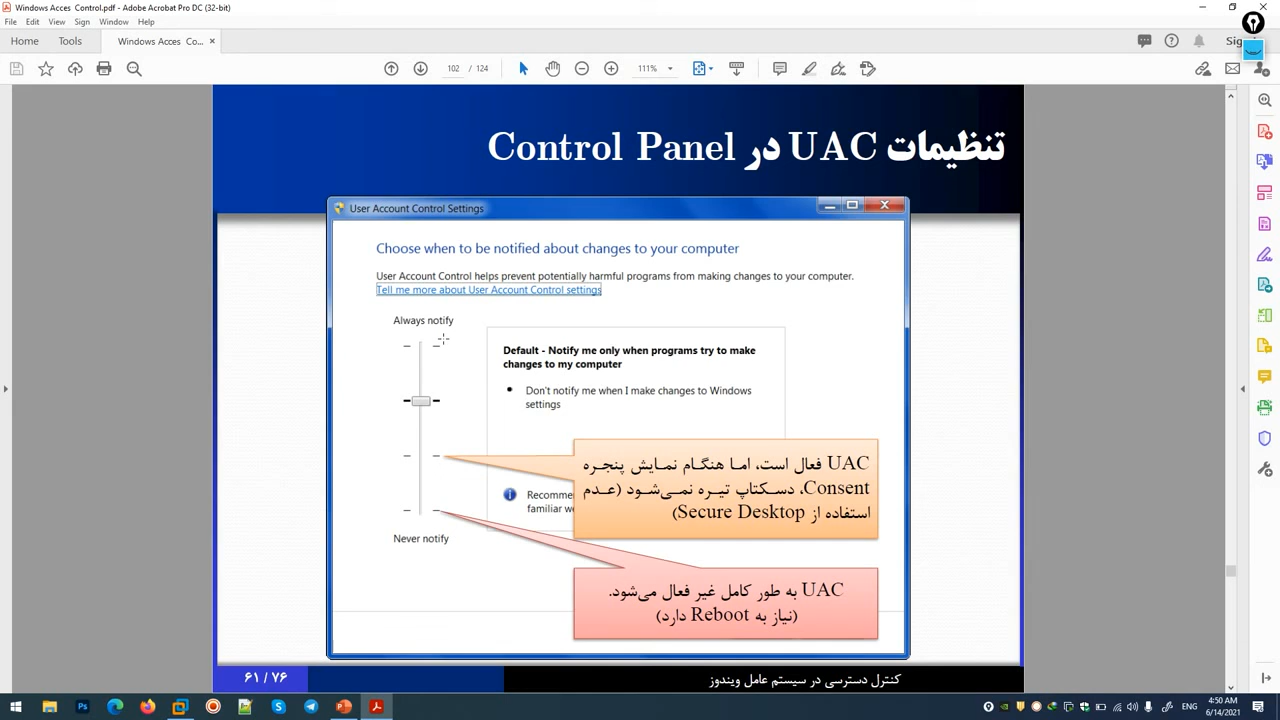 Windows Acces Control.pdf - Adobe Acrobat Pro DC (32-bit)
File Edit View Sign Window Help
Home Tools Windows Acces Co... ×
102 / 124 111%
تنظیمات UAC در Control Panel
User Account Control Settings
Choose when to be notified about changes to your computer
User Account Control helps prevent potentially harmful programs from making changes to your computer.
Tell me more about User Account Control settings
Always notify
Default - Notify me only when programs try to make
changes to my computer
• Don't notify me when I make changes to Windows
settings
UAC فعال است، اما هنگام نمایش پنجره
Consent، دسکتاپ تیره نمی‌شود (عدم
استفاده از Secure Desktop)
Recomme
familiar we
Never notify
UAC به طور کامل غیر فعال می‌شود.
(نیاز به Reboot دارد)
۶۱ / ۷۶
کنترل دسترسی در سیستم عامل ویندوز
ENG
4:50 AM
6/14/2021